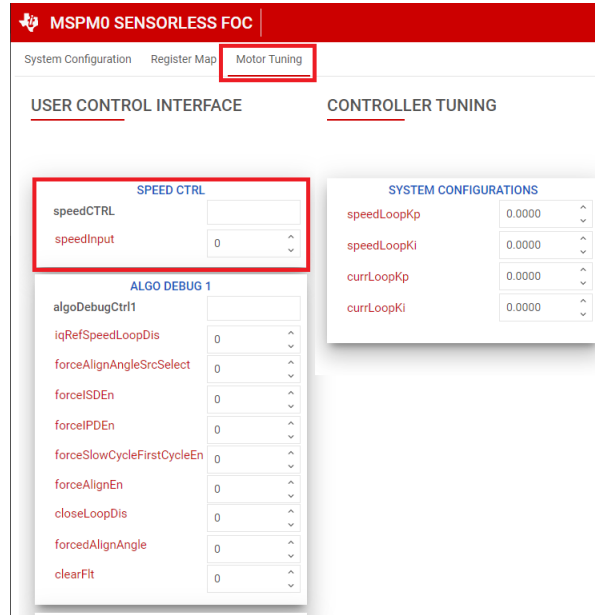 MSPM0 SENSORLESS FOC
System Configuration Register Map Motor Tuning
USER CONTROL INTERFACE
CONTROLLER TUNING
SPEED CTRL
speedCTRL
speedInput 0
ALGO DEBUG 1
algoDebugCtrl1
iqRefSpeedLoopDis 0
forceAlignAngleSrcSelect 0
forceISDEn 0
forceIPDEn 0
forceSlowCycleFirstCycleEn 0
forceAlignEn 0
closeLoopDis 0
forcedAlignAngle 0
clearFlt 0
SYSTEM CONFIGURATIONS
speedLoopKp 0.0000
speedLoopKi 0.0000
currLoopKp 0.0000
currLoopKi 0.0000